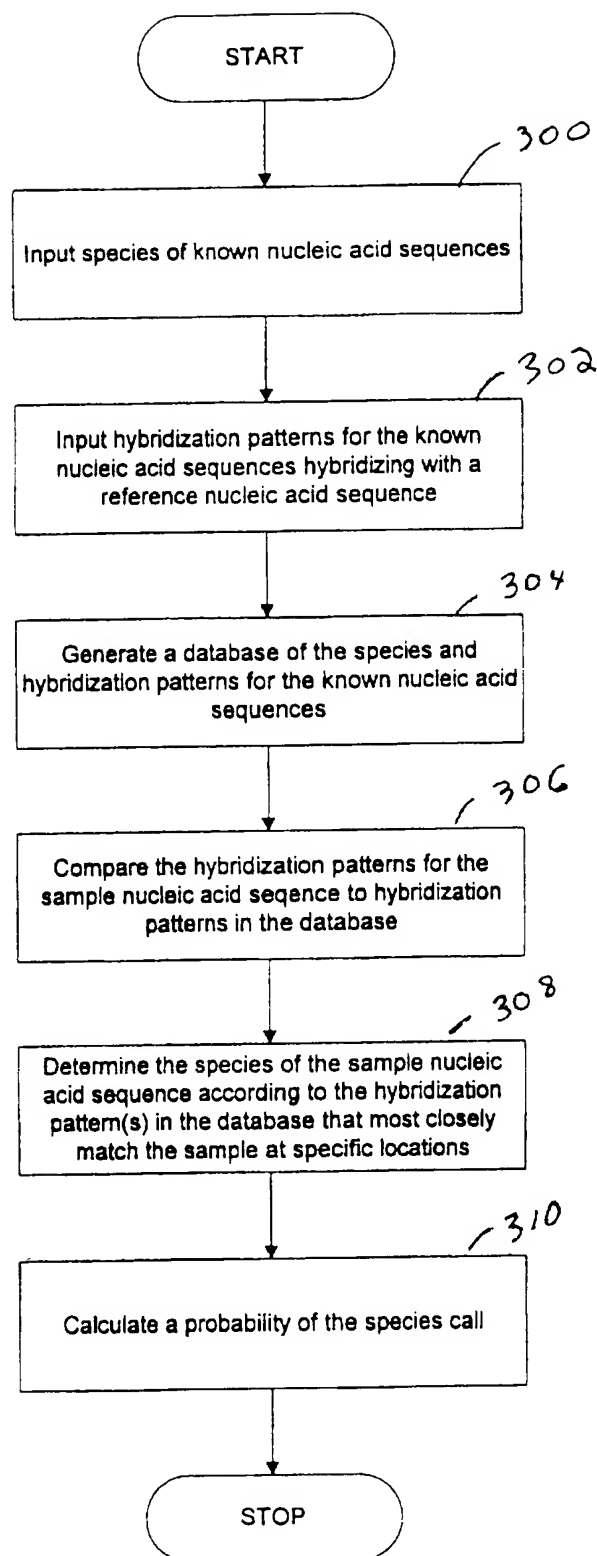 START
300
Input species of known nucleic acid sequences
302
Input hybridization patterns for the known
nucleic acid sequences hybridizing with a
reference nucleic acid sequence
304
Generate a database of the species and
hybridization patterns for the known nucleic acid
sequences
306
Compare the hybridization patterns for the
sample nucleic acid seqence to hybridization
patterns in the database
308
Determine the species of the sample nucleic
acid sequence according to the hybridization
pattern(s) in the database that most closely
match the sample at specific locations
310
Calculate a probability of the species call
STOP